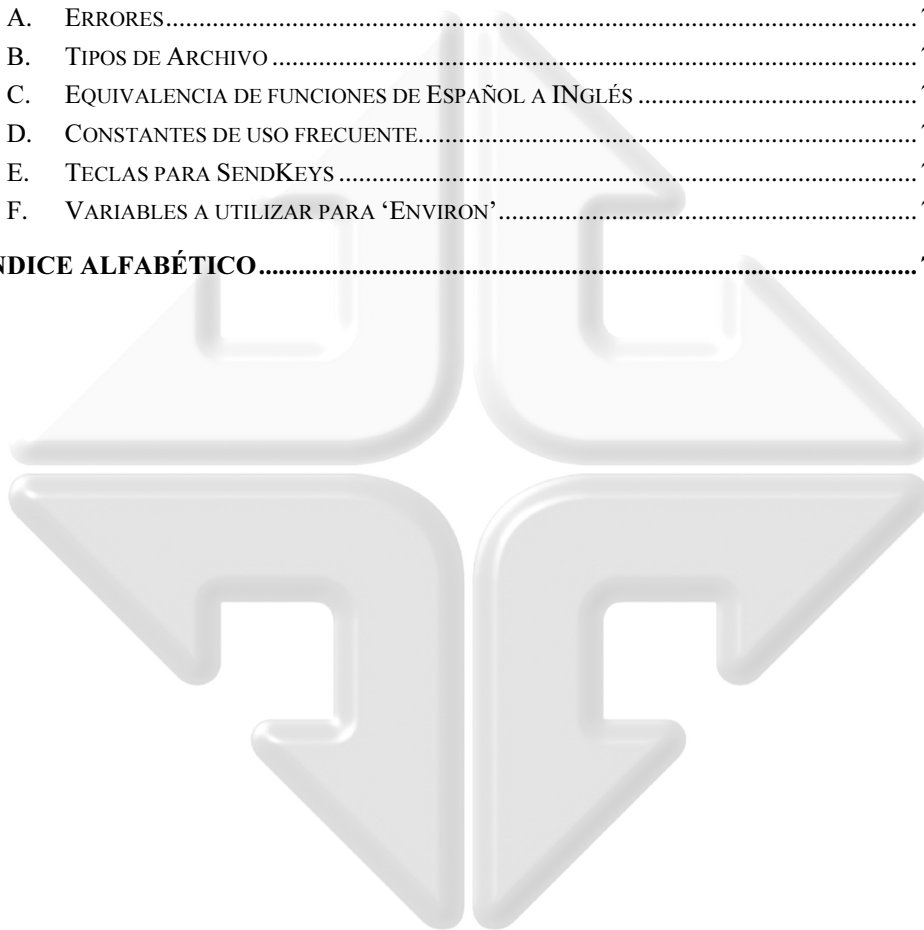 A. ERRORES
B. TIPOS DE ARCHIVO
C. EQUIVALENCIA DE FUNCIONES DE ESPAÑOL A INGLÉS
D. CONSTANTES DE USO FRECUENTE
E. TECLAS PARA SENDKEYS
F. VARIABLES A UTILIZAR PARA ‘ENVIRON’
NDICE ALFABÉTICO